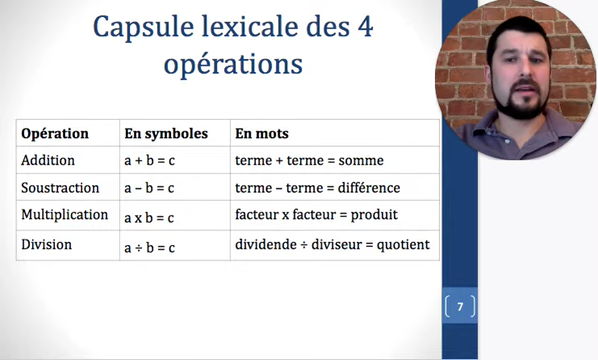 Capsule lexicale des 4
opérations
Opération En symboles En mots
Addition a + b = c terme + terme = somme
Soustraction a – b = c terme – terme = différence
Multiplication a x b = c facteur x facteur = produit
Division a ÷ b = c dividende ÷ diviseur = quotient
7